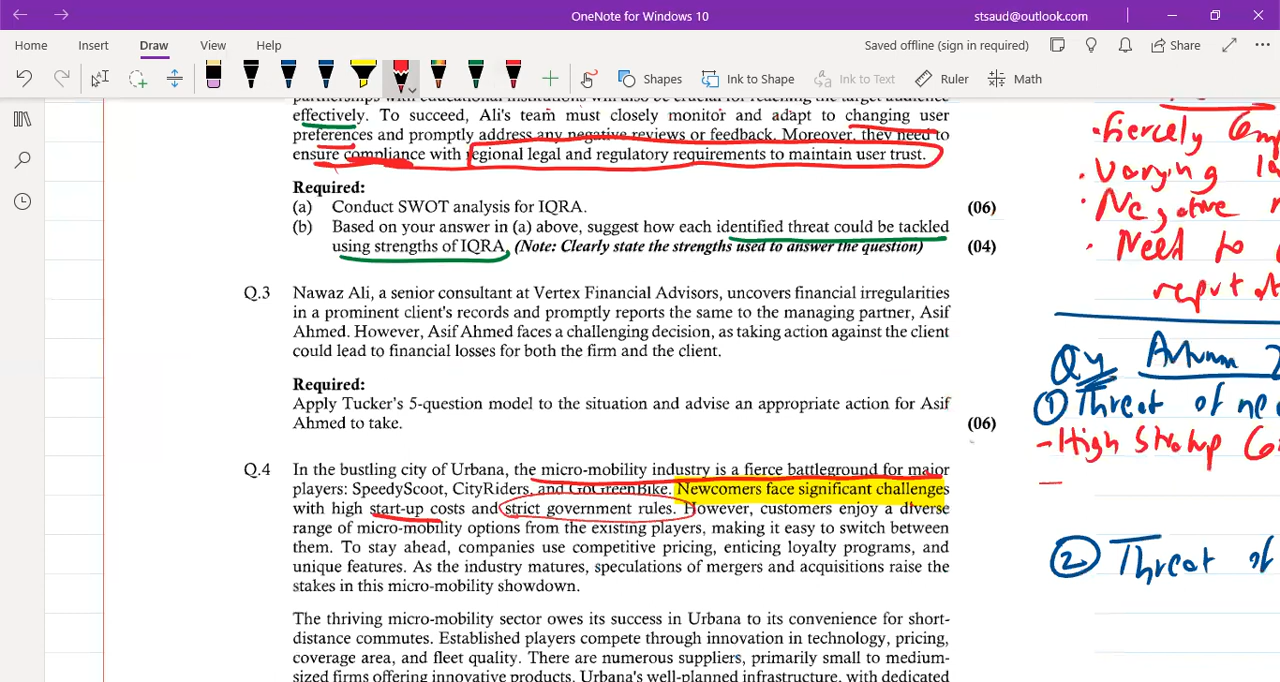 OneNote for Windows 10
stsaud@outlook.com
Home Insert Draw View Help
Saved offline (sign in required) Share
Shapes Ink to Shape Ink to Text Ruler Math
partnerships with educational institutions will also be crucial for reaching the target audience
effectively. To succeed, Ali's team must closely monitor and adapt to changing user
preferences and promptly address any negative reviews or feedback. Moreover, they need to
ensure compliance with regional legal and regulatory requirements to maintain user trust.
Required:
(a) Conduct SWOT analysis for IQRA. (06)
(b) Based on your answer in (a) above, suggest how each identified threat could be tackled
using strengths of IQRA. (Note: Clearly state the strengths used to answer the question) (04)
Q.3 Nawaz Ali, a senior consultant at Vertex Financial Advisors, uncovers financial irregularities
in a prominent client's records and promptly reports the same to the managing partner, Asif
Ahmed. However, Asif Ahmed faces a challenging decision, as taking action against the client
could lead to financial losses for both the firm and the client.
Required:
Apply Tucker's 5-question model to the situation and advise an appropriate action for Asif
Ahmed to take. (06)
Q.4 In the bustling city of Urbana, the micro-mobility industry is a fierce battleground for major
players: SpeedyScoot, CityRiders, and GoGreenBike. Newcomers face significant challenges
with high start-up costs and strict government rules. However, customers enjoy a diverse
range of micro-mobility options from the existing players, making it easy to switch between
them. To stay ahead, companies use competitive pricing, enticing loyalty programs, and
unique features. As the industry matures, speculations of mergers and acquisitions raise the
stakes in this micro-mobility showdown.
The thriving micro-mobility sector owes its success in Urbana to its convenience for short-
distance commutes. Established players compete through innovation in technology, pricing,
coverage area, and fleet quality. There are numerous suppliers, primarily small to medium-
sized firms offering innovative products. Urbana's well-planned infrastructure, with dedicated
• Fiercely
• Varying
• Negative
• Need to
Q4
① Threat of
- High Startup
② Threat of